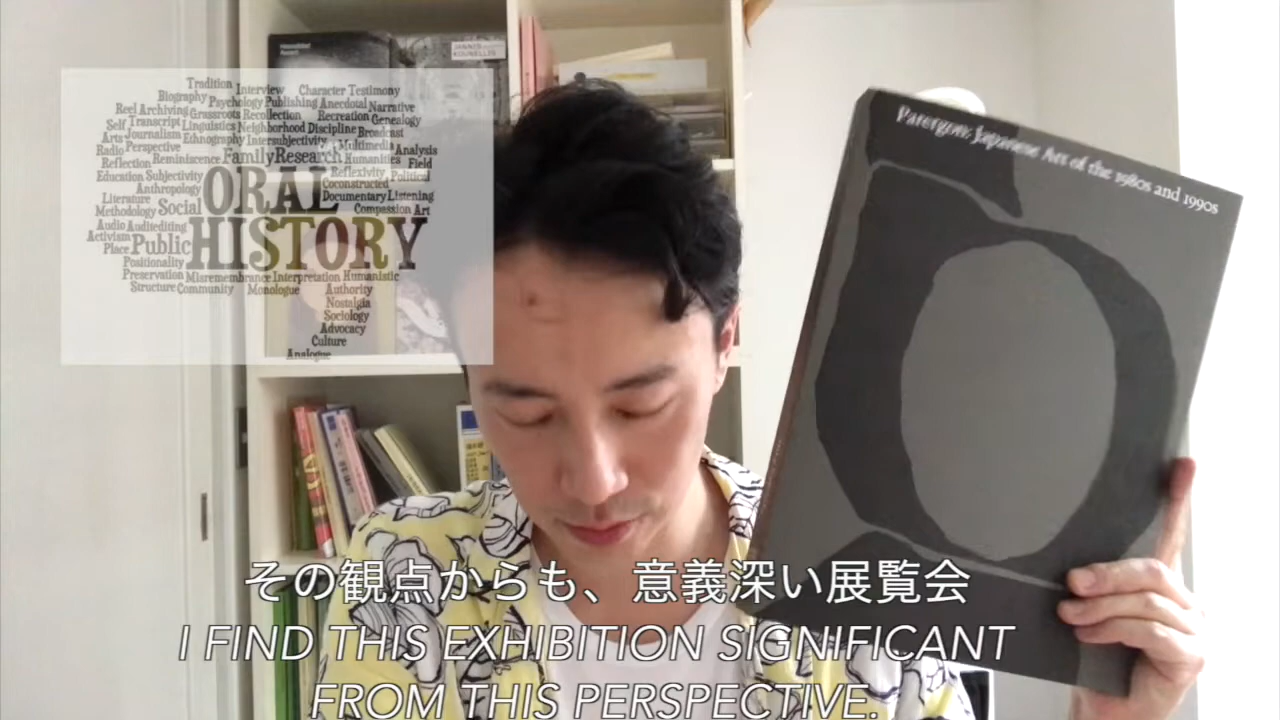 JANNIS KOUNELLIS
Tradition
Interview
Character Testimony
Biography
Psychology Publishing Anecdotal
Narrative
Reel Archiving Grassroots Recollection Recreation Genealogy
Self Transcript Linguistics Neighborhood Discipline Broadcast
Arts Journalism Ethnography Intersubjectivity Multimedia
Radio Perspective
Analysis
Reflection Reminiscence Family Research Humanities Field
Education Subjectivity
Reflexivity Political
Anthropology
Coconstructed
Literature
Documentary Listening
Methodology Social
Compassion Art
ORAL
HISTORY
Audio Auditediting
Activism
Place Public
Positionality
Preservation Misremembrance Interpretation Humanistic
Structure Community Monologue Authority
Nostalgia
Sociology
Advocacy
Culture
Analogue
Parergon: Japanese Art of the 1980s and 1990s
その観点からも、意義深い展覧会
I FIND THIS EXHIBITION SIGNIFICANT
FROM THIS PERSPECTIVE.